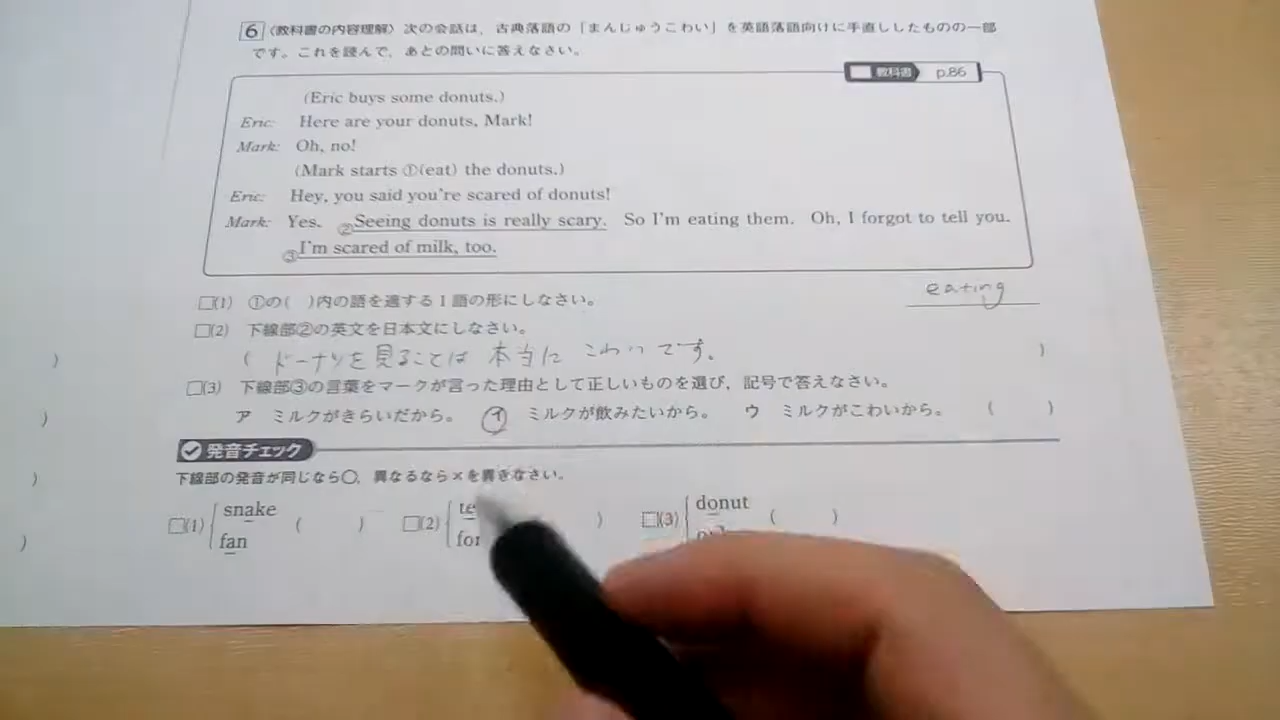 6 〈教科書の内容理解〉 次の会話は，古典落語の「まんじゅうこわい」を英語落語向けに手直ししたものの一部
です。これを読んで，あとの問いに答えなさい。
教科書 p.86
(Eric buys some donuts.)
Eric: Here are your donuts, Mark!
Mark: Oh, no!
(Mark starts ①(eat) the donuts.)
Eric: Hey, you said you're scared of donuts!
Mark: Yes. ②Seeing donuts is really scary. So I'm eating them. Oh, I forgot to tell you.
③I'm scared of milk, too.
□(1) ①の( )内の語を適する1語の形にしなさい。 eating
□(2) 下線部②の英文を日本文にしなさい。
( ドーナツを見ることは 本当に こわいです。 )
□(3) 下線部③の言葉をマークが言った理由として正しいものを選び，記号で答えなさい。
ア ミルクがきらいだから。 イ ミルクが飲みたいから。 ウ ミルクがこわいから。 ( )
発音チェック
下線部の発音が同じなら○，異なるなら×を書きなさい。
□(1) snake ( ) □(2) ) □(3) donut ( )
fan